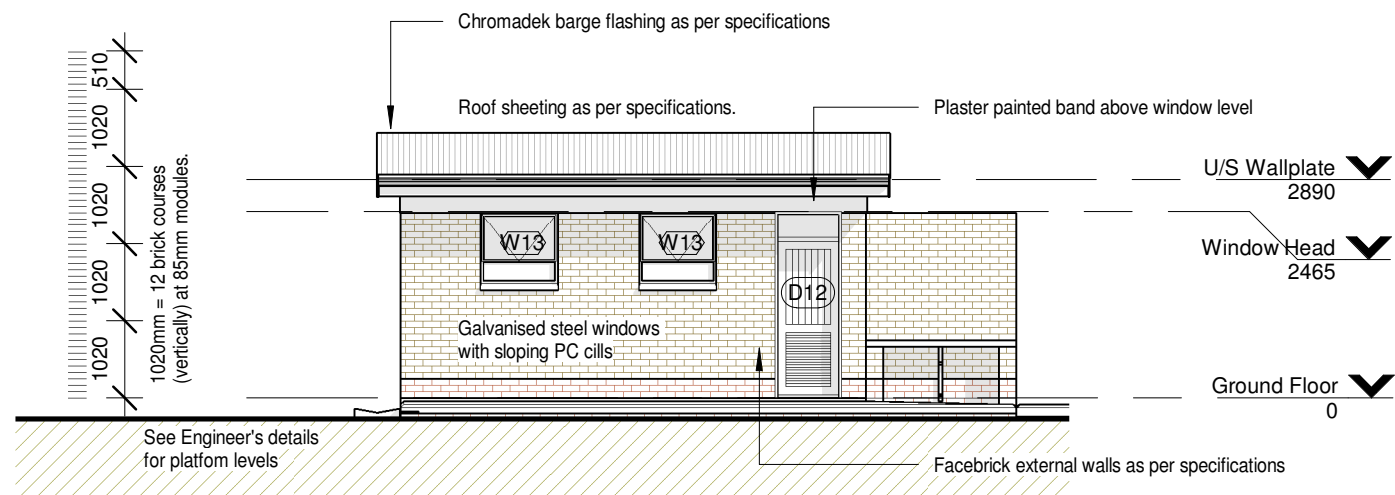 Chromadek barge flashing as per specifications
Roof sheeting as per specifications.
Plaster painted band above window level
510
1020
1020
1020
1020
1020mm = 12 brick courses
(vertically) at 85mm modules.
U/S Wallplate
2890
Window Head
2465
Ground Floor
0
W13
W13
D12
Galvanised steel windows
with sloping PC cills
See Engineer's details
for platfom levels
Facebrick external walls as per specifications